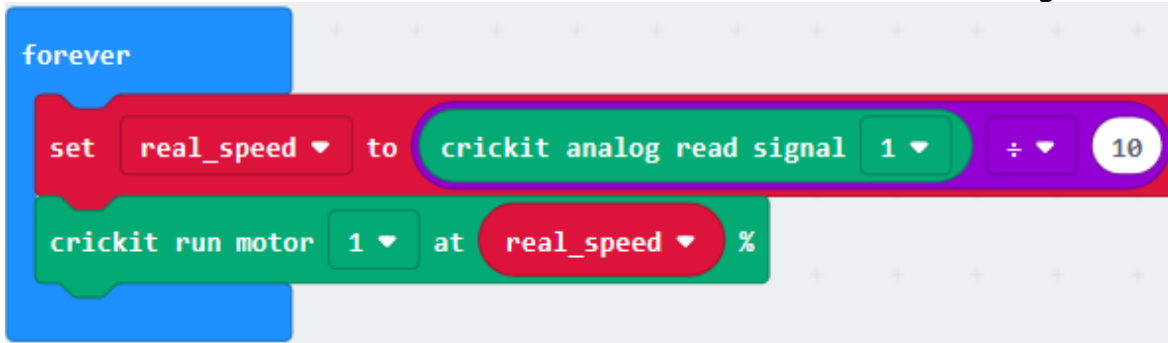 forever
set real_speed to crickit analog read signal 1 ÷ 10
crickit run motor 1 at real_speed %